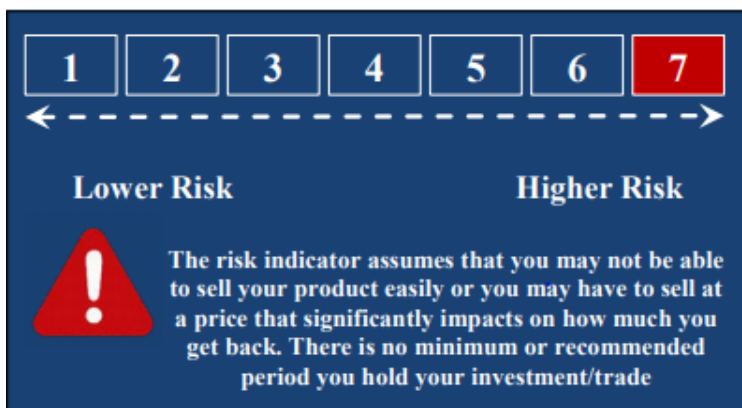 1 2 3 4 5 6 7
Lower Risk Higher Risk
The risk indicator assumes that you may not be able
to sell your product easily or you may have to sell at
a price that significantly impacts on how much you
get back. There is no minimum or recommended
period you hold your investment/trade